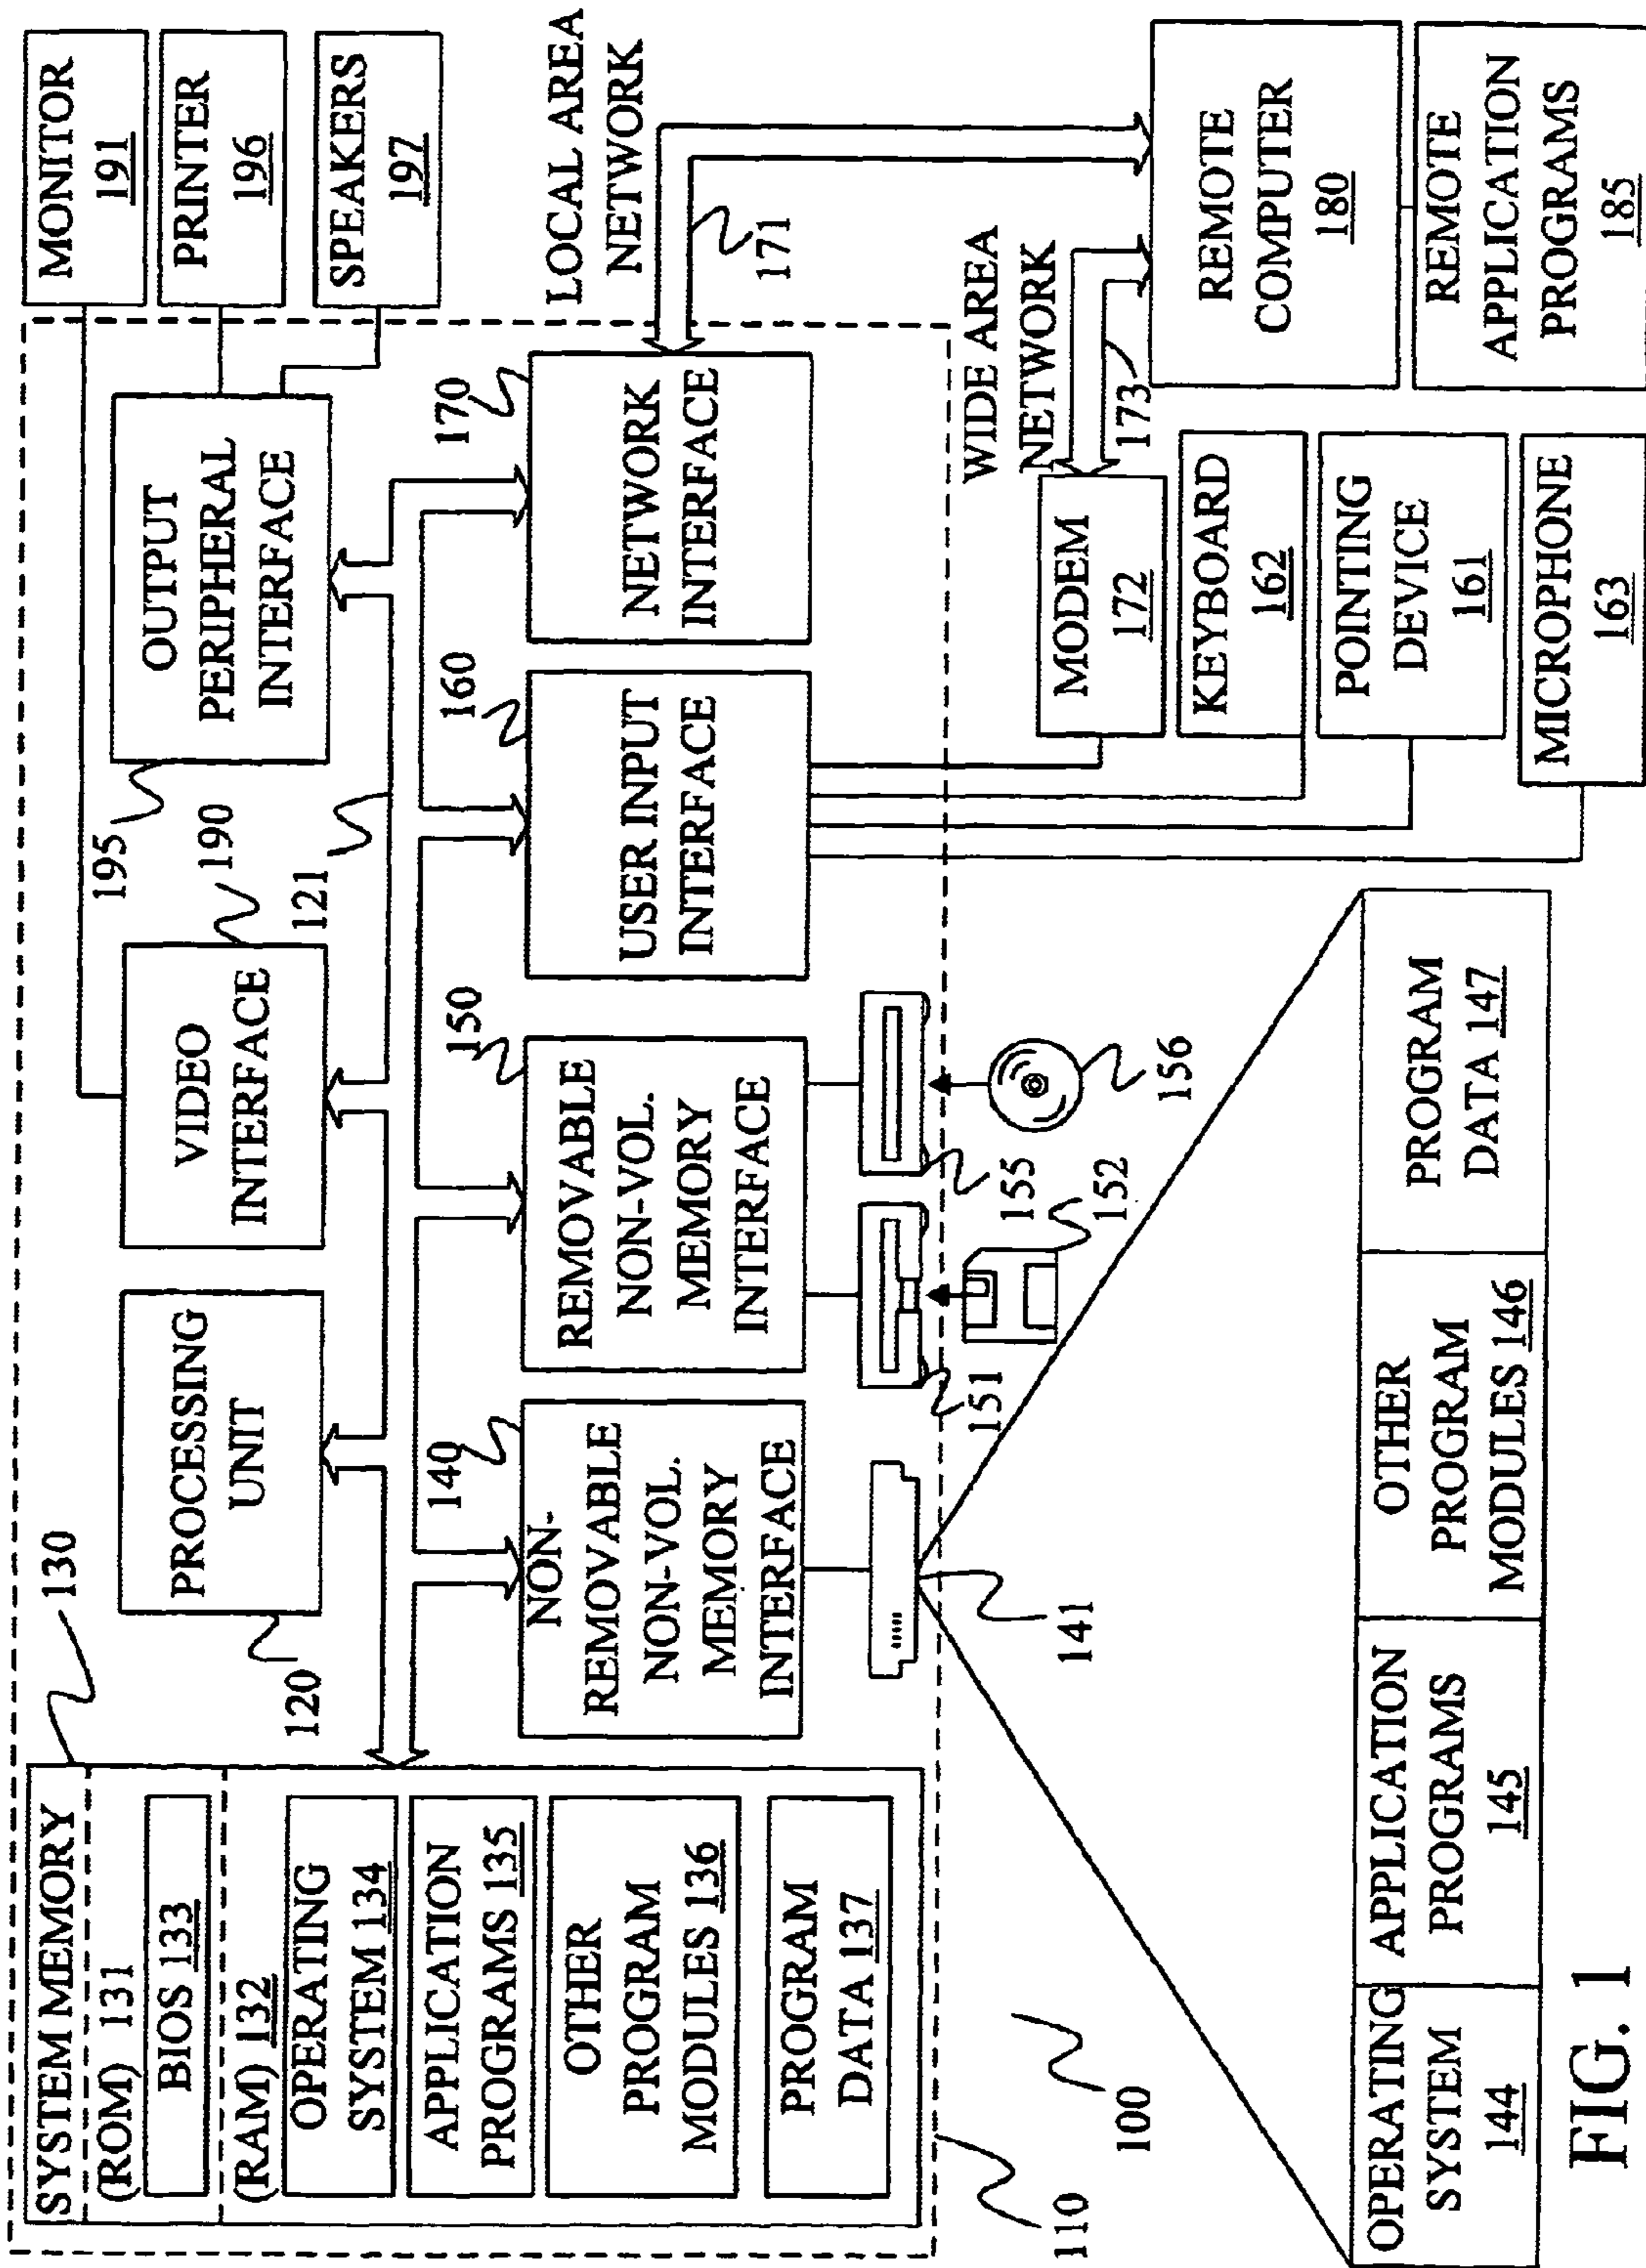 SYSTEM MEMORY
(ROM) 131
BIOS 133
(RAM) 132
OPERATING
SYSTEM 134
APPLICATION
PROGRAMS 135
OTHER
PROGRAM
MODULES 136
PROGRAM
DATA 137
130
120
PROCESSING
UNIT
VIDEO
INTERFACE
190
121
195
OUTPUT
PERIPHERAL
INTERFACE
MONITOR
191
PRINTER
196
SPEAKERS
197
140
NON-
REMOVABLE
NON-VOL.
MEMORY
INTERFACE
150
REMOVABLE
NON-VOL.
MEMORY
INTERFACE
160
USER INPUT
INTERFACE
170
NETWORK
INTERFACE
LOCAL AREA
NETWORK
171
WIDE AREA
NETWORK
173
141
151
155
152
156
110
100
MODEM
172
KEYBOARD
162
POINTING
DEVICE
161
MICROPHONE
163
REMOTE
COMPUTER
180
REMOTE
APPLICATION
PROGRAMS
185
OPERATING
SYSTEM
144
APPLICATION
PROGRAMS
145
OTHER
PROGRAM
MODULES 146
PROGRAM
DATA 147
FIG. 1